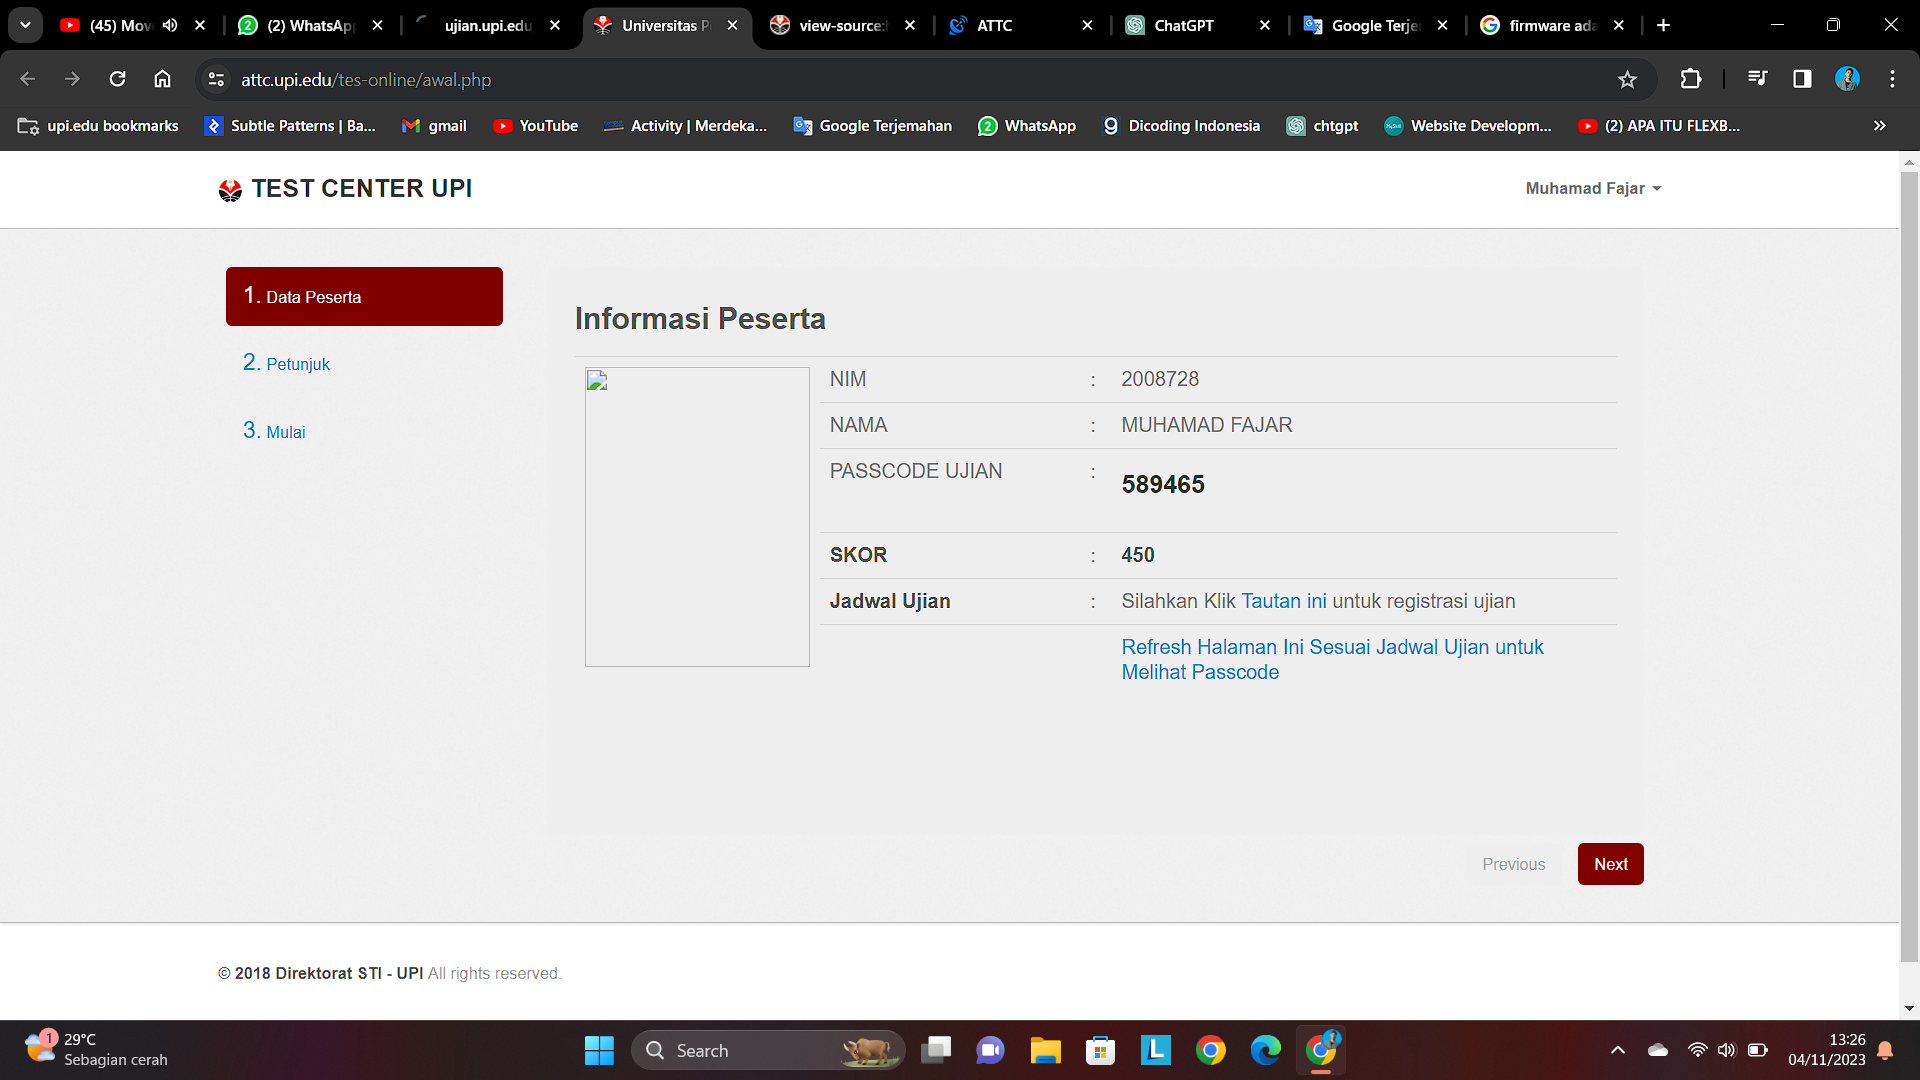 (45) Mov
(2) WhatsAp
ujian.upi.edu
Universitas P
view-source:
ATTC
ChatGPT
Google Terje
firmware ada
attc.upi.edu/tes-online/awal.php
upi.edu bookmarks
Subtle Patterns | Ba...
gmail
YouTube
Activity | Merdeka...
Google Terjemahan
WhatsApp
Dicoding Indonesia
chtgpt
Website Developm...
(2) APA ITU FLEXB...
TEST CENTER UPI
Muhamad Fajar
1. Data Peserta
2. Petunjuk
3. Mulai
Informasi Peserta
NIM : 2008728
NAMA : MUHAMAD FAJAR
PASSCODE UJIAN : 589465
SKOR : 450
Jadwal Ujian : Silahkan Klik Tautan ini untuk registrasi ujian
Refresh Halaman Ini Sesuai Jadwal Ujian untuk
Melihat Passcode
Previous
Next
© 2018 Direktorat STI - UPI All rights reserved.
1
29°C
Sebagian cerah
Search
13:26
04/11/2023